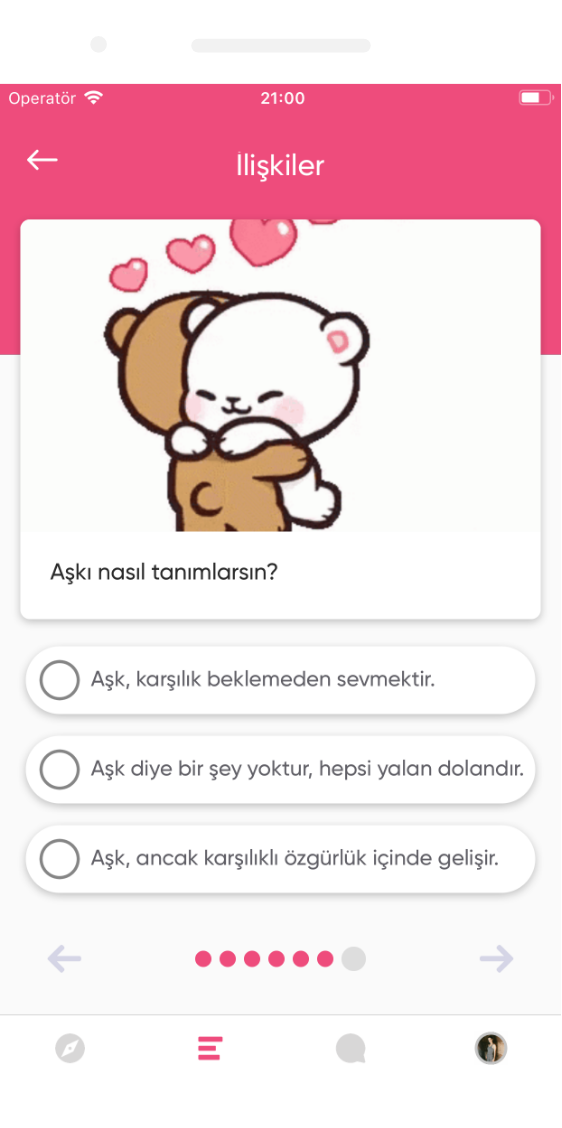 Operatör
21:00
İlişkiler
Aşkı nasıl tanımlarsın?
Aşk, karşılık beklemeden sevmektir.
Aşk diye bir şey yoktur, hepsi yalan dolandır.
Aşk, ancak karşılıklı özgürlük içinde gelişir.